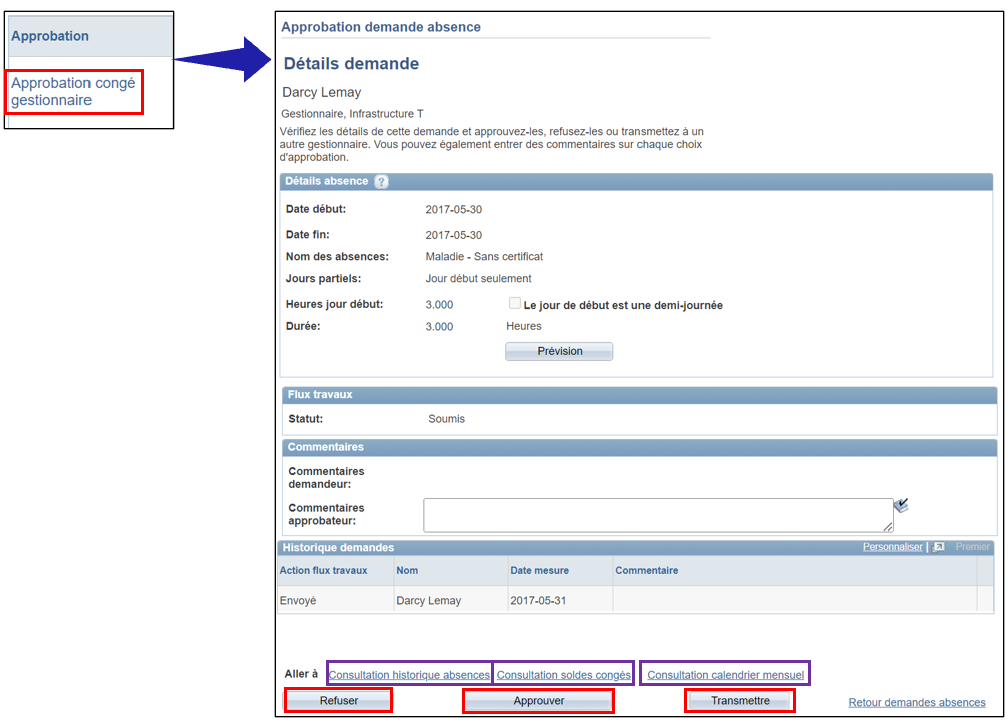 Approbation
Approbation congé
gestionnaire
Approbation demande absence
Détails demande
Darcy Lemay
Gestionnaire, Infrastructure T
Vérifiez les détails de cette demande et approuvez-les, refusez-les ou transmettez à un
autre gestionnaire. Vous pouvez également entrer des commentaires sur chaque choix
d'approbation.
Détails absence ?
Date début: 2017-05-30
Date fin: 2017-05-30
Nom des absences: Maladie - Sans certificat
Jours partiels: Jour début seulement
Heures jour début: 3.000 Le jour de début est une demi-journée
Durée: 3.000 Heures
Prévision
Flux travaux
Statut: Soumis
Commentaires
Commentaires
demandeur:
Commentaires
approbateur:
Historique demandes Personnaliser | Premier
Action flux travaux Nom Date mesure Commentaire
Envoyé Darcy Lemay 2017-05-31
Aller à Consultation historique absences Consultation soldes congés Consultation calendrier mensuel
Refuser Approuver Transmettre Retour demandes absences